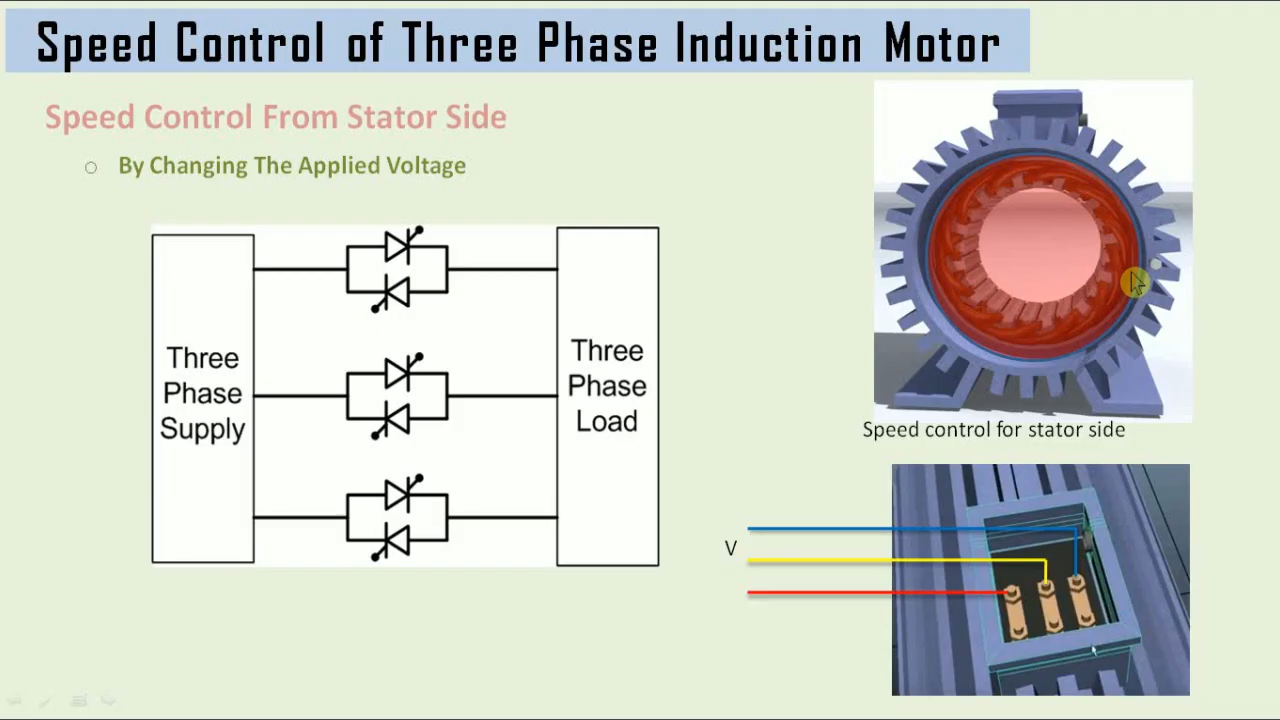 Speed Control of Three Phase Induction Motor
Speed Control From Stator Side
By Changing The Applied Voltage
Three
Phase
Supply
Three
Phase
Load
Speed control for stator side
V